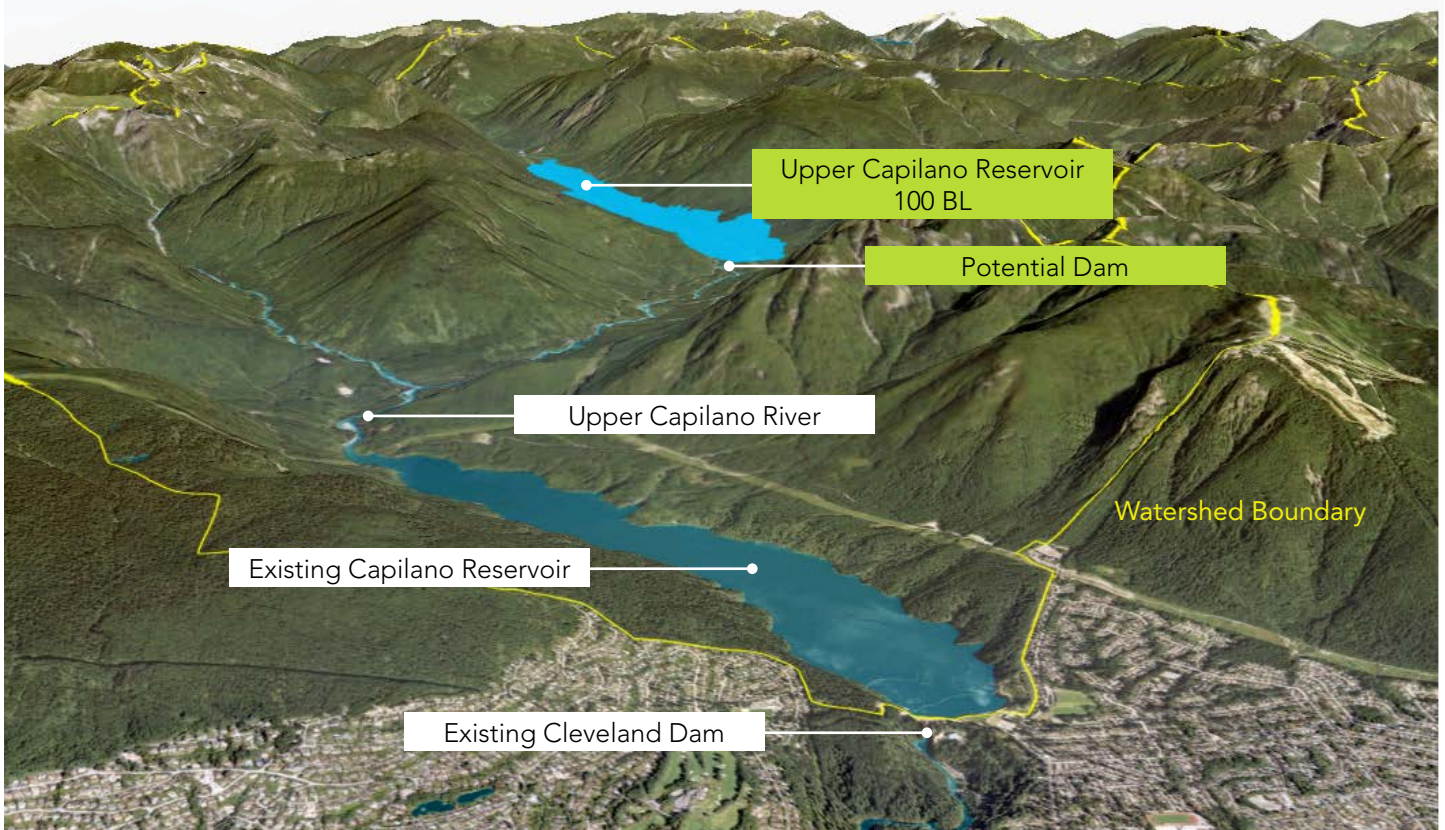 Upper Capilano Reservoir
100 BL
Potential Dam
Upper Capilano River
Watershed Boundary
Existing Capilano Reservoir
Existing Cleveland Dam